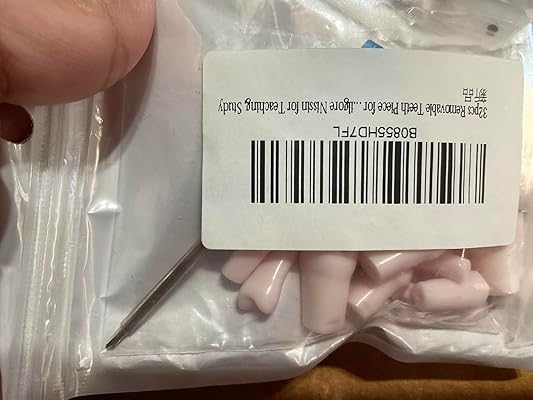 B0855HD7FL
32pcs Removable Teeth Piece for ...ilgore Nissin for Teaching Study
新品